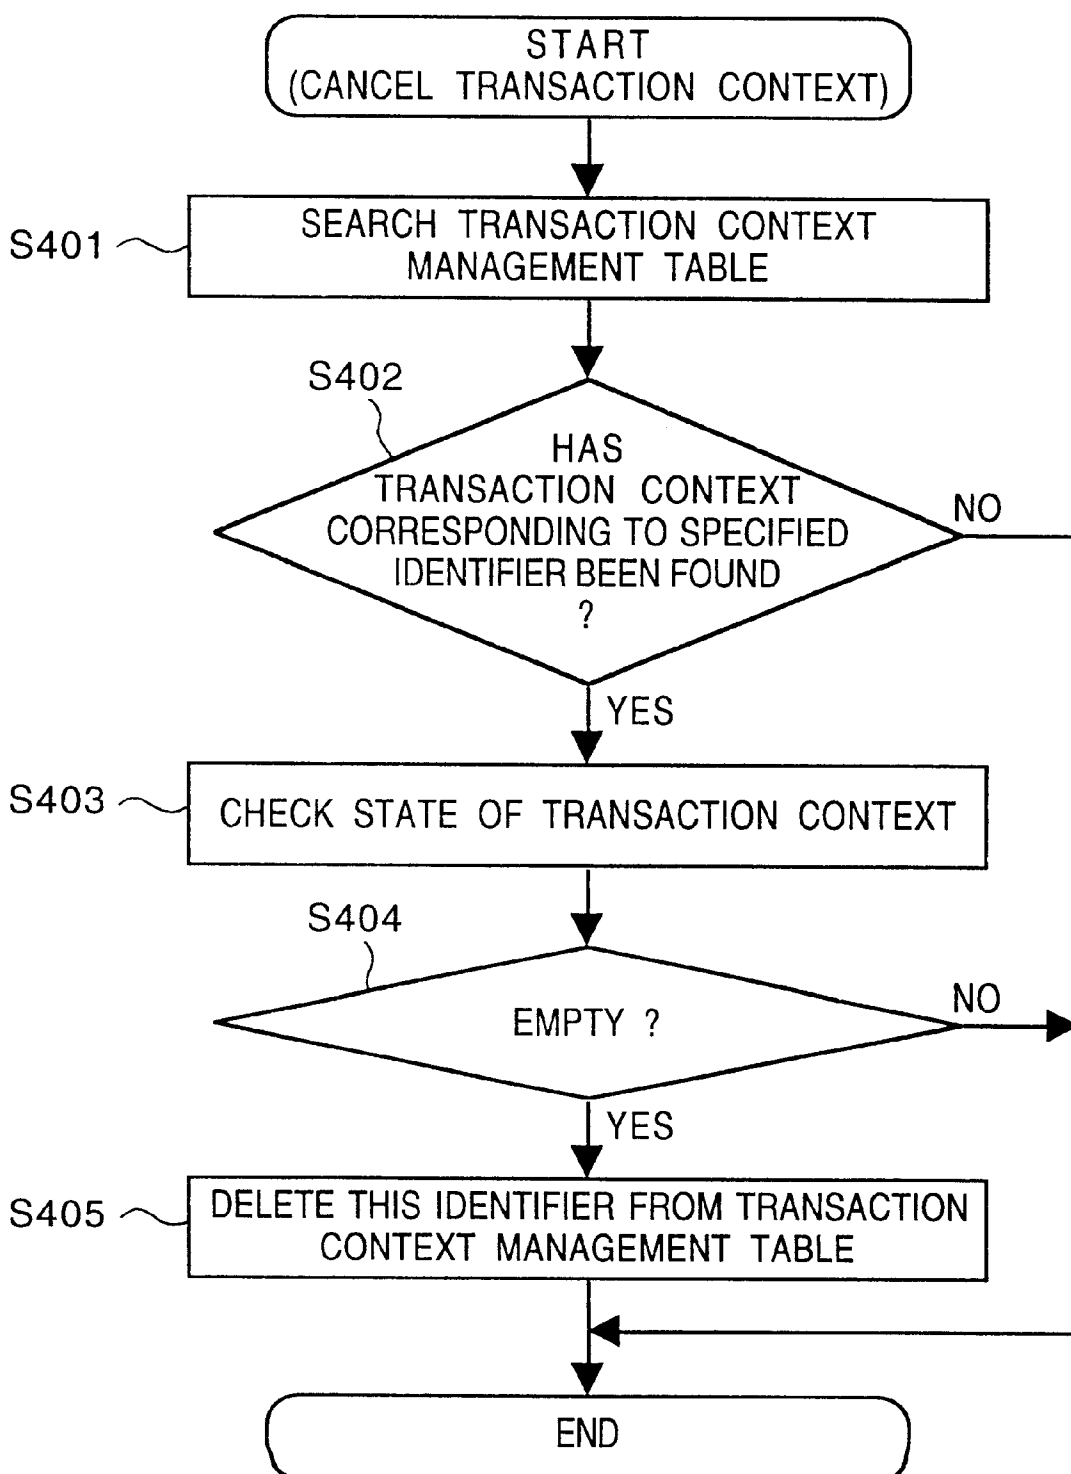 START
(CANCEL TRANSACTION CONTEXT)
S401
SEARCH TRANSACTION CONTEXT
MANAGEMENT TABLE
S402
HAS
TRANSACTION CONTEXT
CORRESPONDING TO SPECIFIED
IDENTIFIER BEEN FOUND
?
NO
YES
S403
CHECK STATE OF TRANSACTION CONTEXT
S404
EMPTY ?
NO
YES
S405
DELETE THIS IDENTIFIER FROM TRANSACTION
CONTEXT MANAGEMENT TABLE
END